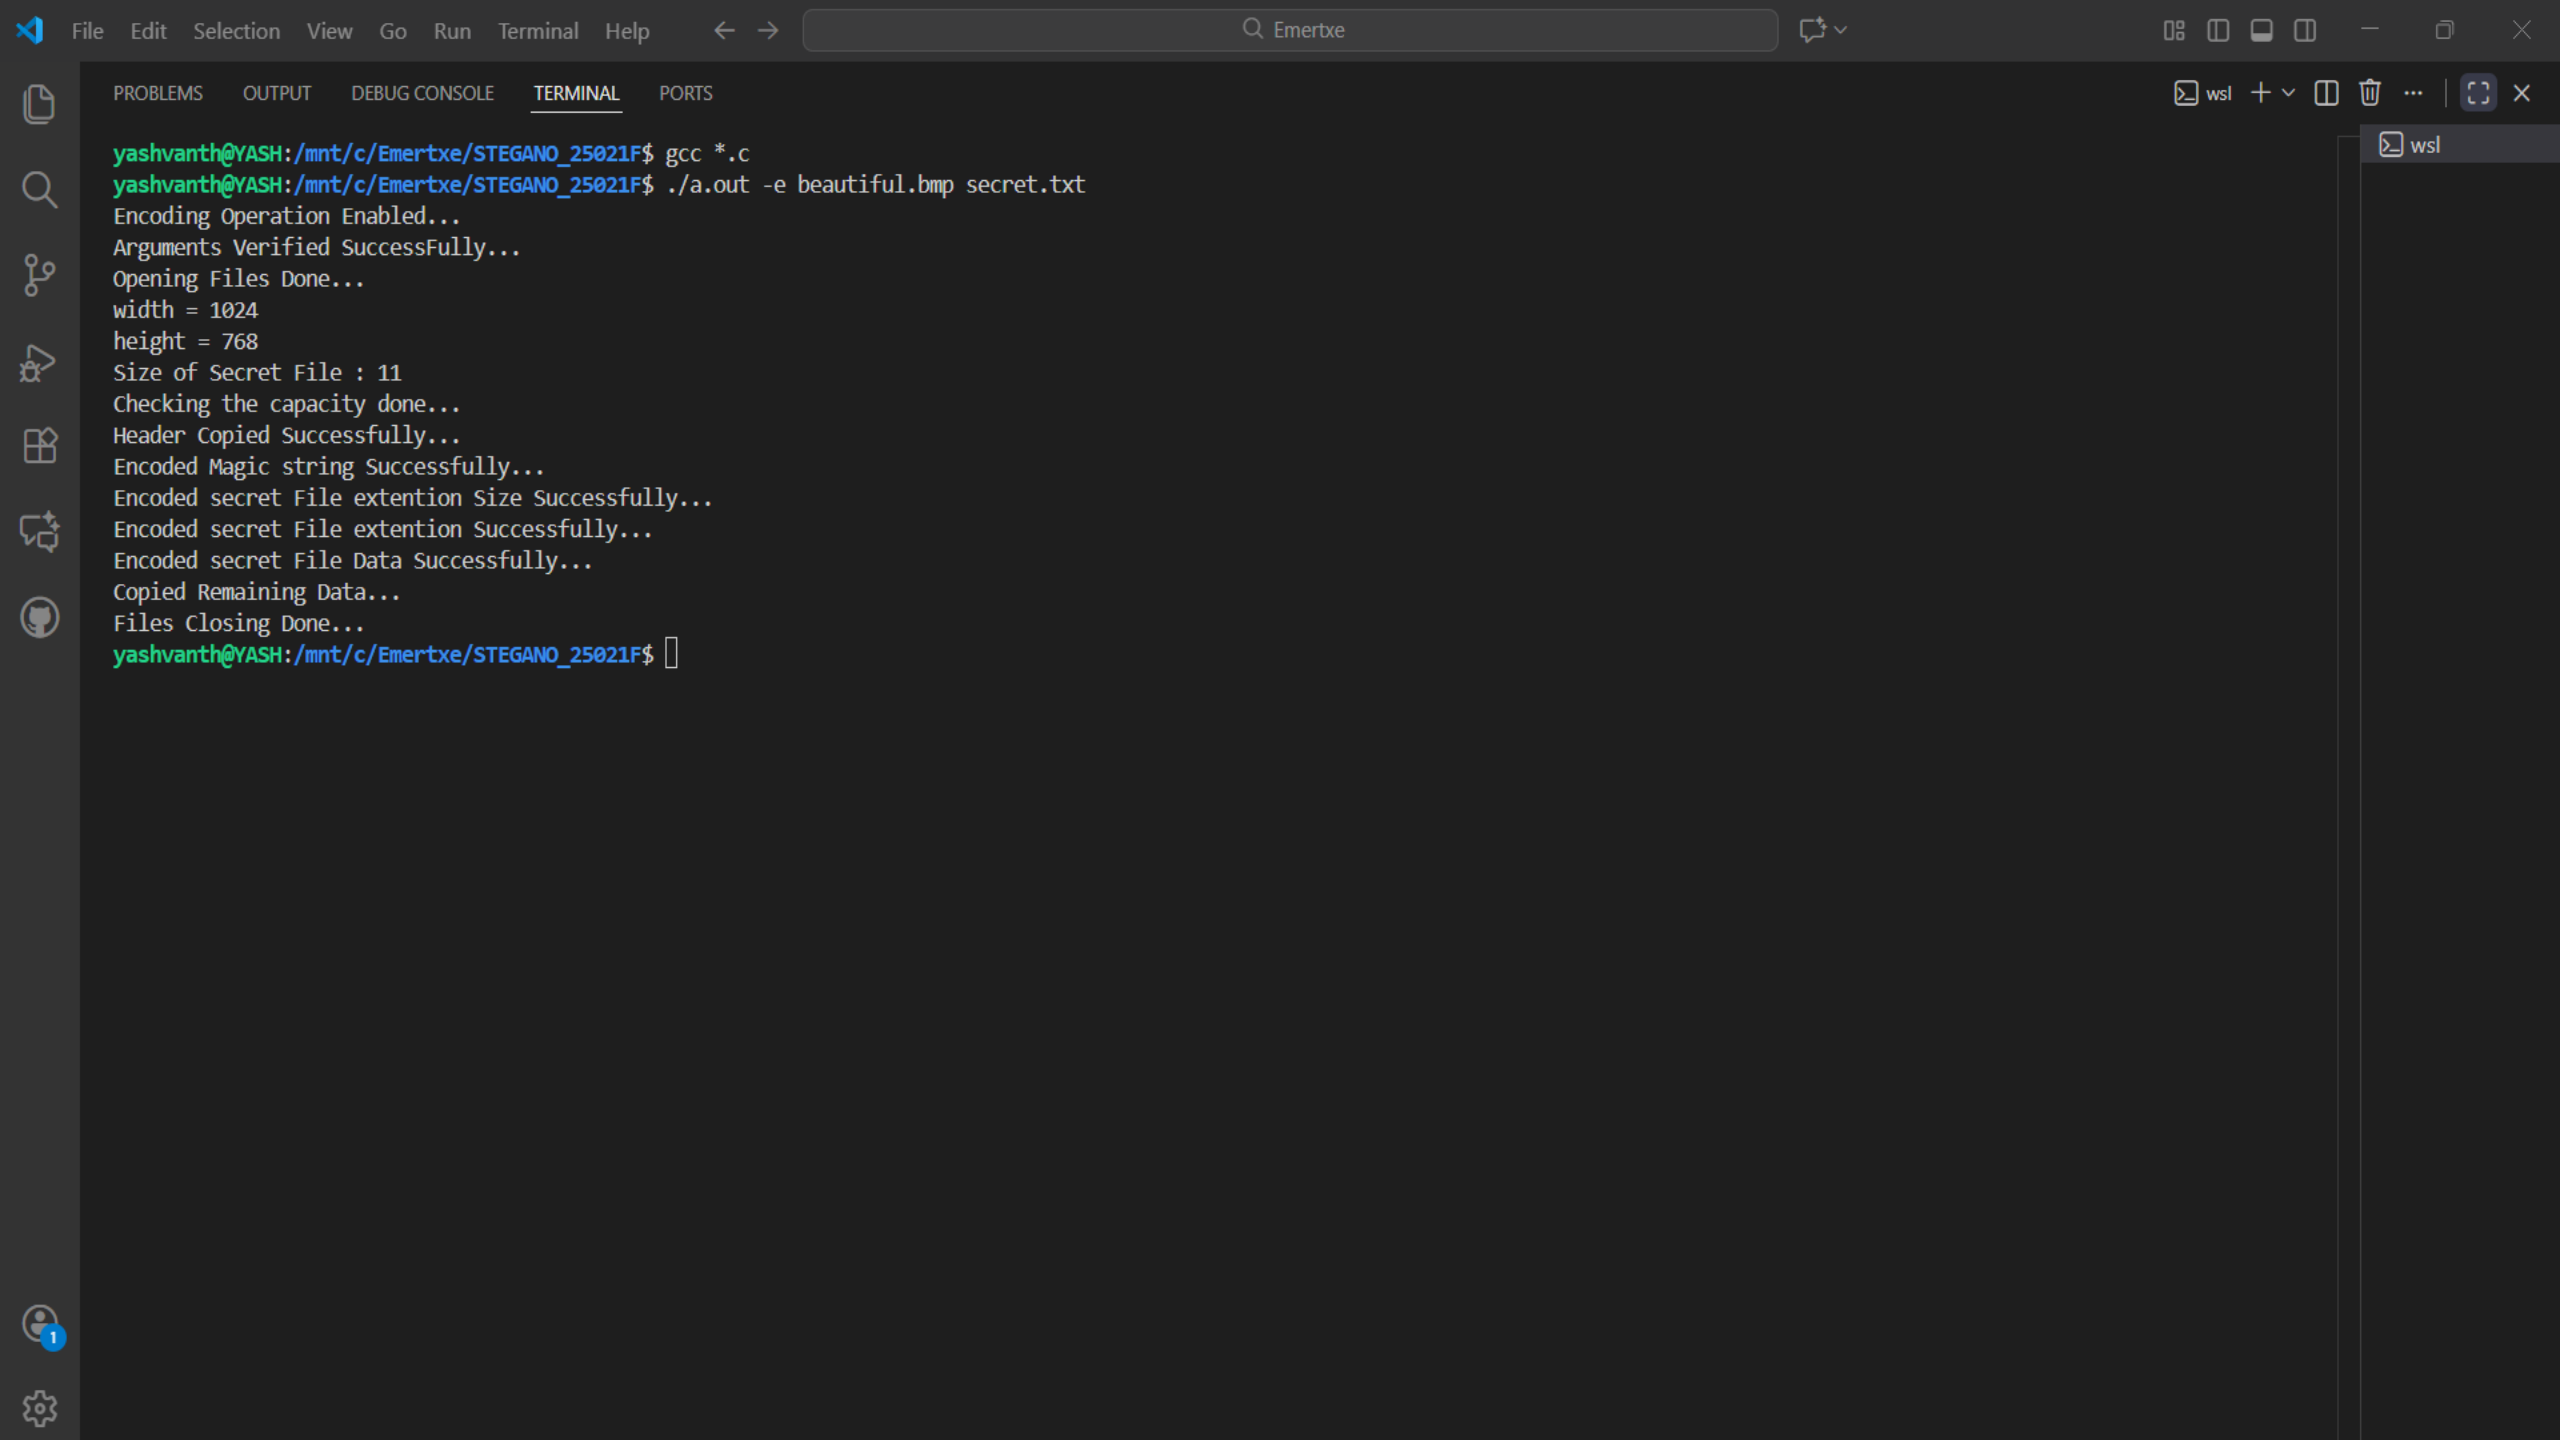 File Edit Selection View Go Run Terminal Help
Emertxe
PROBLEMS OUTPUT DEBUG CONSOLE TERMINAL PORTS
wsl
wsl
yashvanth@YASH:/mnt/c/Emertxe/STEGANO_25021F$ gcc *.c
yashvanth@YASH:/mnt/c/Emertxe/STEGANO_25021F$ ./a.out -e beautiful.bmp secret.txt
Encoding Operation Enabled...
Arguments Verified SuccessFully...
Opening Files Done...
width = 1024
height = 768
Size of Secret File : 11
Checking the capacity done...
Header Copied Successfully...
Encoded Magic string Successfully...
Encoded secret File extention Size Successfully...
Encoded secret File extention Successfully...
Encoded secret File Data Successfully...
Copied Remaining Data...
Files Closing Done...
yashvanth@YASH:/mnt/c/Emertxe/STEGANO_25021F$
1